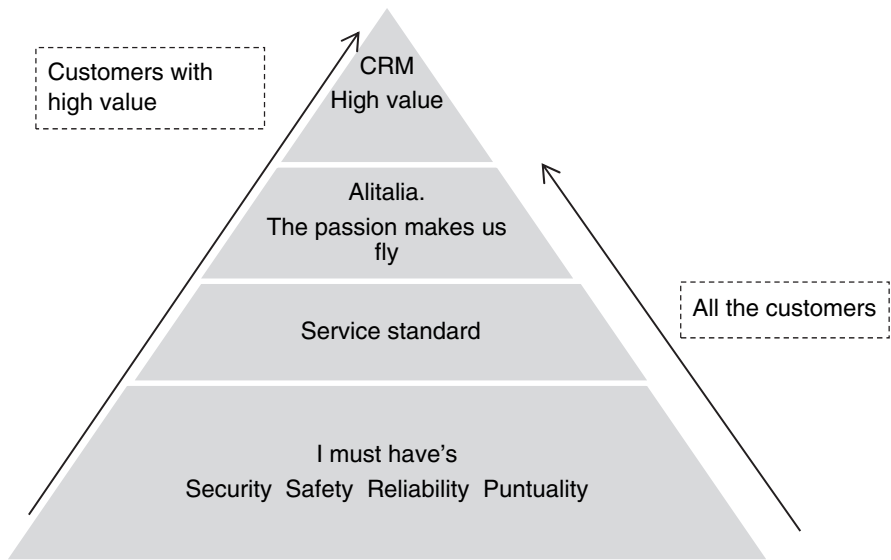 Customers with
high value
CRM
High value
Alitalia.
The passion makes us
fly
All the customers
Service standard
I must have’s
Security Safety Reliability Puntuality